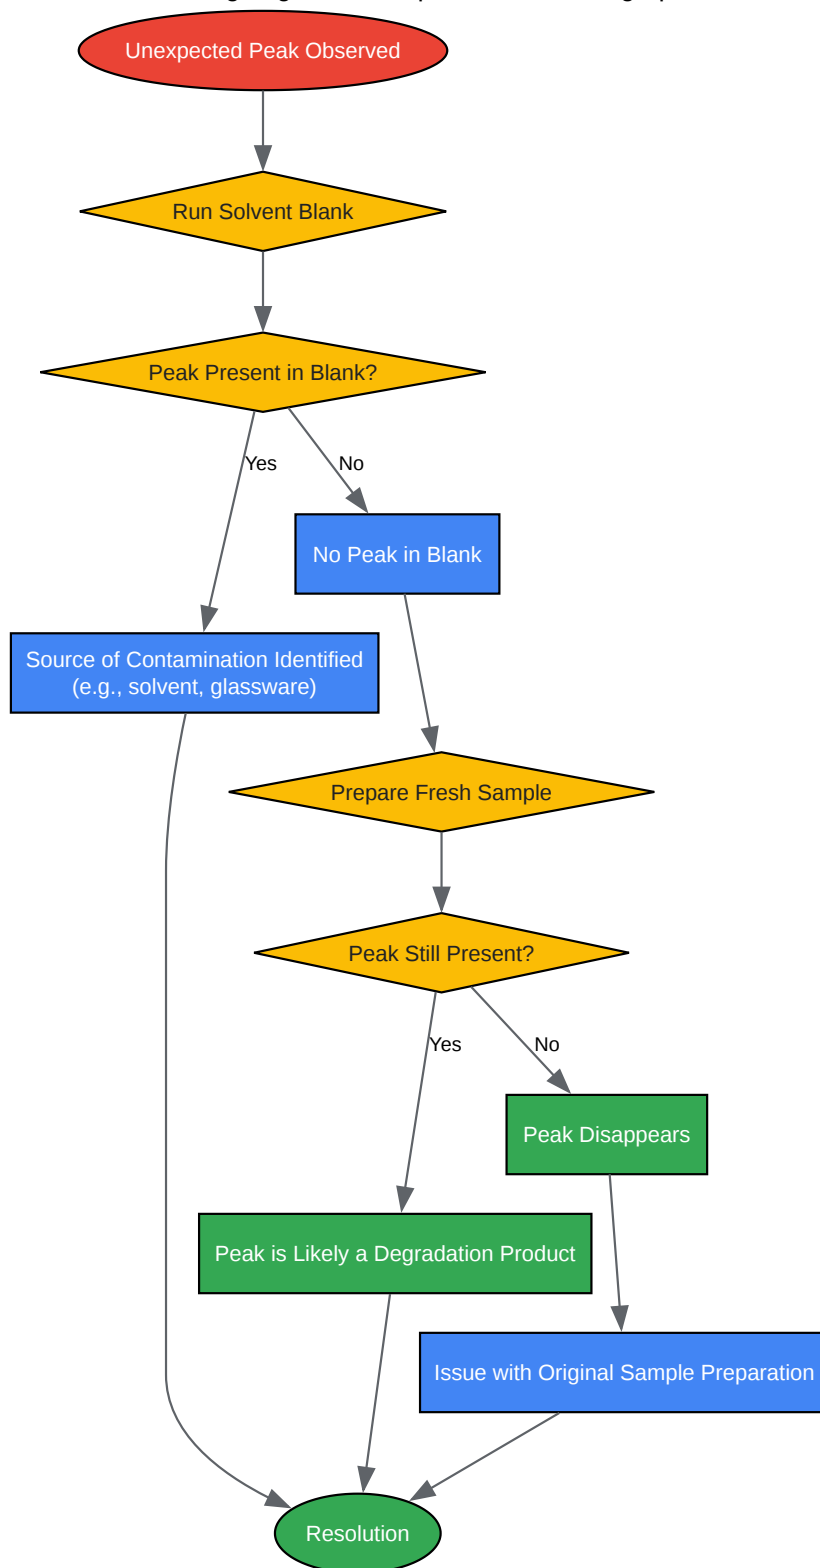 Unexpected Peak Observed
Run Solvent Blank
Peak Present in Blank?
Yes
No
No Peak in Blank
Source of Contamination Identified
(e.g., solvent, glassware)
Prepare Fresh Sample
Peak Still Present?
Yes
No
Peak Disappears
Peak is Likely a Degradation Product
Issue with Original Sample Preparation
Resolution